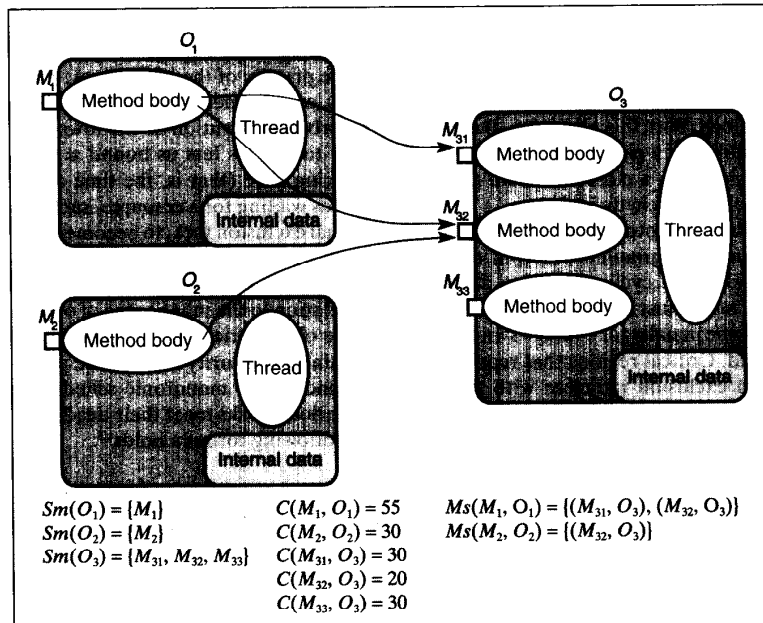 O₁
M₁
Method body
Thread
Internal data
O₂
M₂
Method body
Thread
Internal data
O₃
M₃₁
Method body
M₃₂
Method body
M₃₃
Method body
Thread
Internal data
Sm(O₁) = {M₁}
Sm(O₂) = {M₂}
Sm(O₃) = {M₃₁, M₃₂, M₃₃}
C(M₁, O₁) = 55
C(M₂, O₂) = 30
C(M₃₁, O₃) = 30
C(M₃₂, O₃) = 20
C(M₃₃, O₃) = 30
Ms(M₁, O₁) = {(M₃₁, O₃), (M₃₂, O₃)}
Ms(M₂, O₂) = {(M₃₂, O₃)}